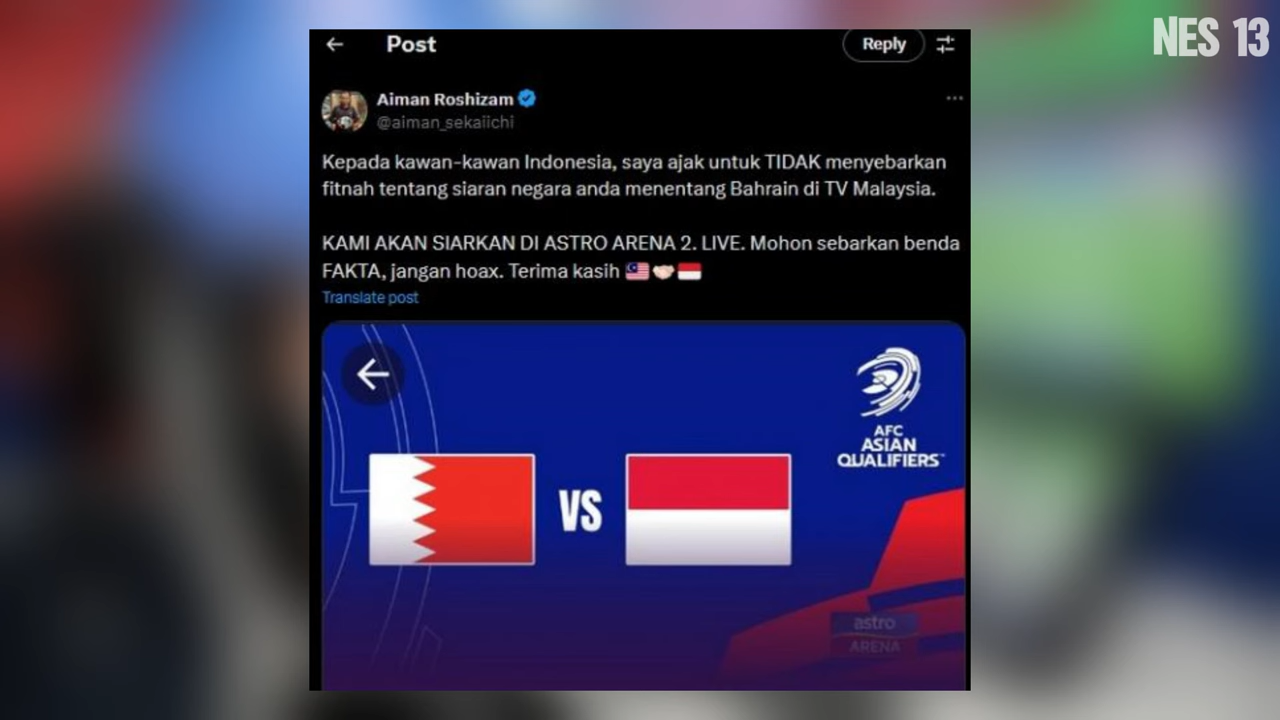 NES 13
Post
Reply
Aiman Roshizam
@aiman_sekaiichi
Kepada kawan-kawan Indonesia, saya ajak untuk TIDAK menyebarkan
fitnah tentang siaran negara anda menentang Bahrain di TV Malaysia.
KAMI AKAN SIARKAN DI ASTRO ARENA 2. LIVE. Mohon sebarkan benda
FAKTA, jangan hoax. Terima kasih 🇲🇾🤝🏻🇮🇩
Translate post
AFC
ASIAN
QUALIFIERS™
VS
astro
ARENA